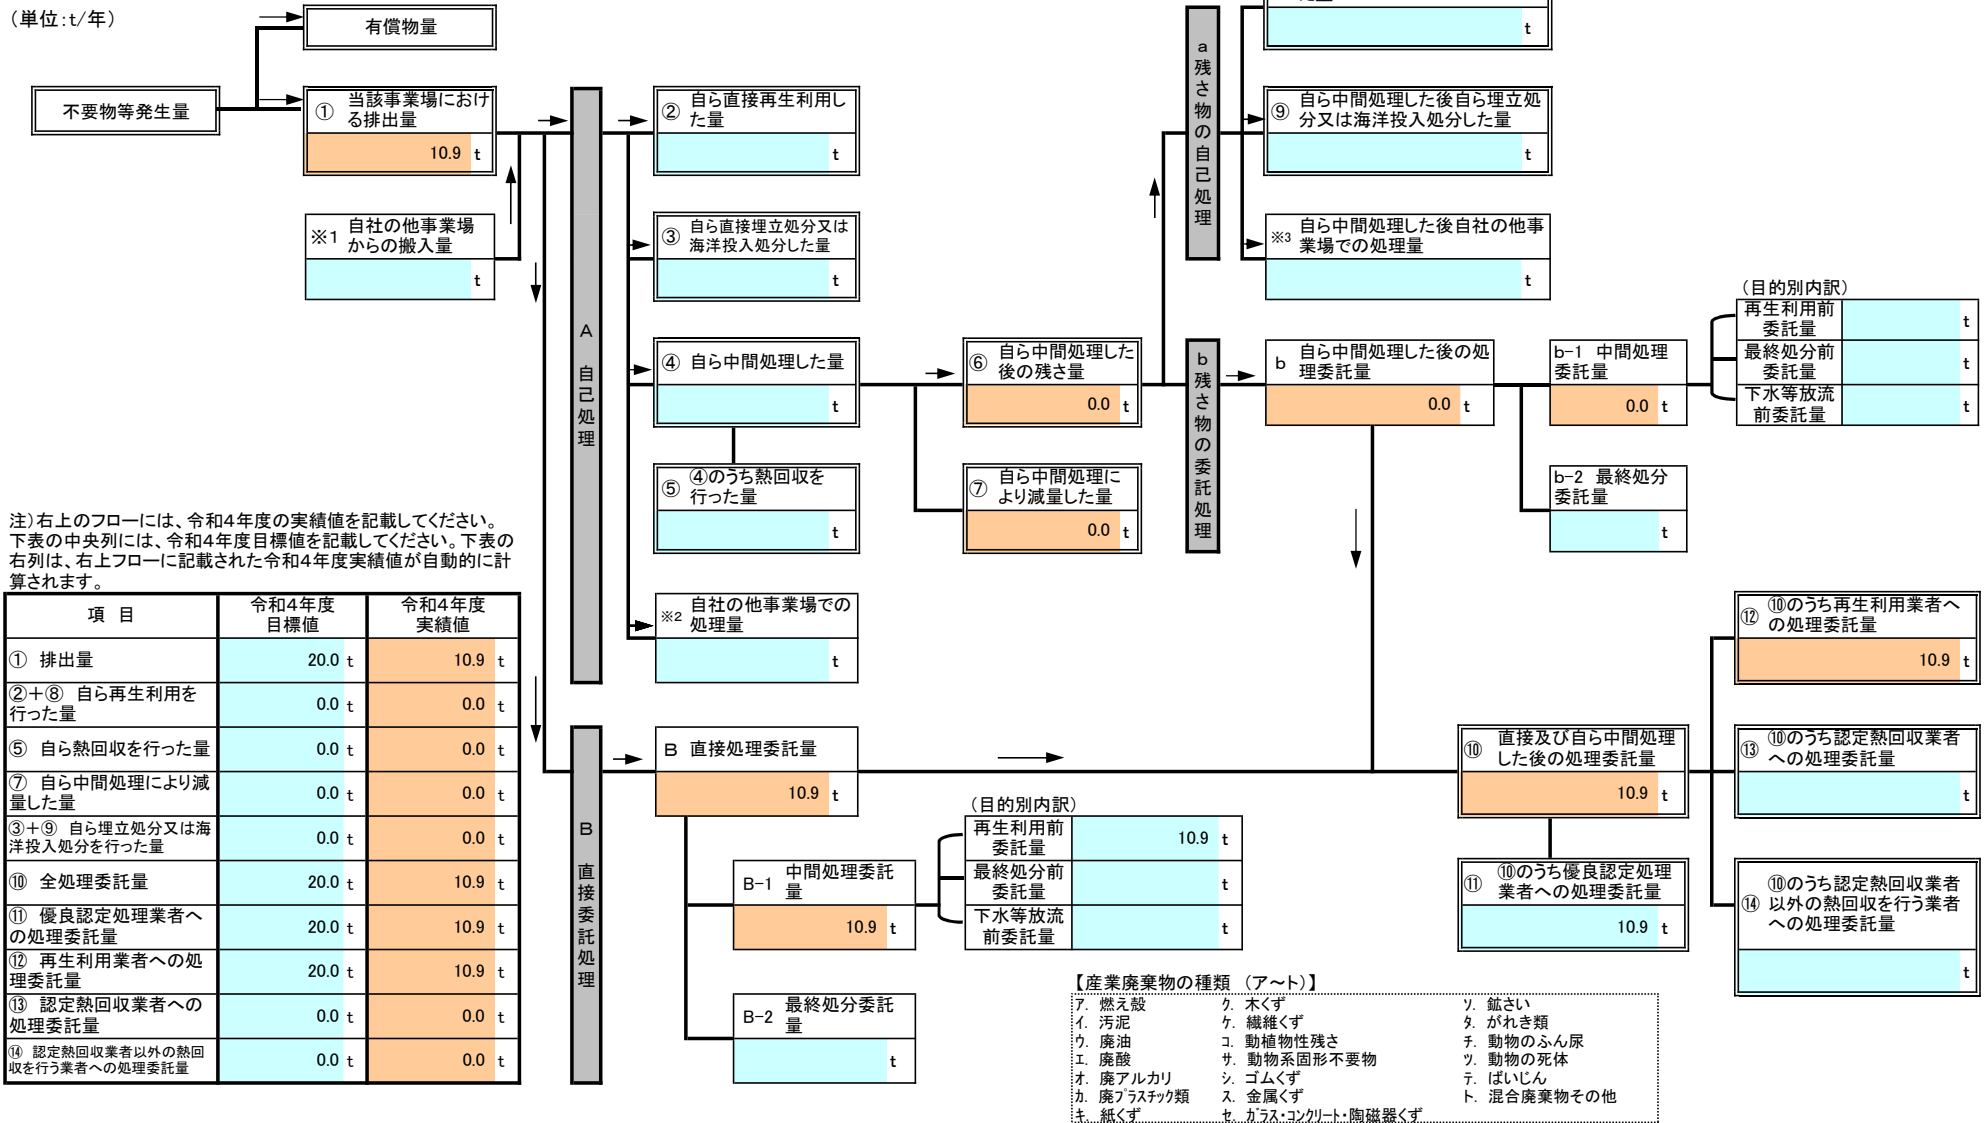 （単位：t/年）
有償物量
不要物等発生量
① 当該事業場におけ
る排出量
10.9 t
※1 自社の他事業場
からの搬入量
t
A 自己処理
② 自ら直接再生利用し
た量
t
③ 自ら直接埋立処分又は
海洋投入処分した量
t
④ 自ら中間処理した量
t
⑤ ④のうち熱回収を
行った量
t
※2 自社の他事業場での
処理量
t
⑥ 自ら中間処理した
後の残さ量
0.0 t
⑦ 自ら中間処理に
より減量した量
0.0 t
a残さ物の自己処理
t
⑨ 自ら中間処理した後自ら埋立処
分又は海洋投入処分した量
t
※3 自ら中間処理した後自社の他事
業場での処理量
t
b残さ物の委託処理
b 自ら中間処理した後の処
理委託量
0.0 t
b-1 中間処理
委託量
0.0 t
b-2 最終処分
委託量
t
（目的別内訳）
再生利用前
委託量
t
最終処分前
委託量
t
下水等放流
前委託量
t
注）右上のフローには、令和4年度の実績値を記載してください。
下表の中央列には、令和4年度目標値を記載してください。下表の
右列は、右上フローに記載された令和4年度実績値が自動的に計
算されます。
項 目
令和4年度
目標値
令和4年度
実績値
① 排出量 20.0 t 10.9 t
②＋⑧ 自ら再生利用を
行った量 0.0 t 0.0 t
⑤ 自ら熱回収を行った量 0.0 t 0.0 t
⑦ 自ら中間処理により減
量した量 0.0 t 0.0 t
③＋⑨ 自ら埋立処分又は海
洋投入処分を行った量 0.0 t 0.0 t
⑩ 全処理委託量 20.0 t 10.9 t
⑪ 優良認定処理業者へ
の処理委託量 20.0 t 10.9 t
⑫ 再生利用業者への処
理委託量 20.0 t 10.9 t
⑬ 認定熱回収業者への
処理委託量 0.0 t 0.0 t
⑭ 認定熱回収業者以外の熱回
収を行う業者への処理委託量 0.0 t 0.0 t
B 直接委託処理
B 直接処理委託量
10.9 t
B-1 中間処理委託
量
10.9 t
B-2 最終処分委託
量
t
（目的別内訳）
再生利用前
委託量
10.9 t
最終処分前
委託量
t
下水等放流
前委託量
t
⑩ 直接及び自ら中間処理
した後の処理委託量
10.9 t
⑪ ⑩のうち優良認定処理
業者への処理委託量
10.9 t
⑫ ⑩のうち再生利用業者へ
の処理委託量
10.9 t
⑬ ⑩のうち認定熱回収業者
への処理委託量
t
⑭ ⑩のうち認定熱回収業者
以外の熱回収を行う業者
への処理委託量
t
【産業廃棄物の種類 （ア～ト）】
ア. 燃え殻 ク. 木くず ソ. 鉱さい
イ. 汚泥 ケ. 繊維くず タ. がれき類
ウ. 廃油 コ. 動植物性残さ チ. 動物のふん尿
エ. 廃酸 サ. 動物系固形不要物 ツ. 動物の死体
オ. 廃アルカリ シ. ゴムくず テ. ばいじん
カ. 廃プラスチック類 ス. 金属くず ト. 混合廃棄物その他
キ. 紙くず セ. ガラス・コンクリート・陶磁器くず